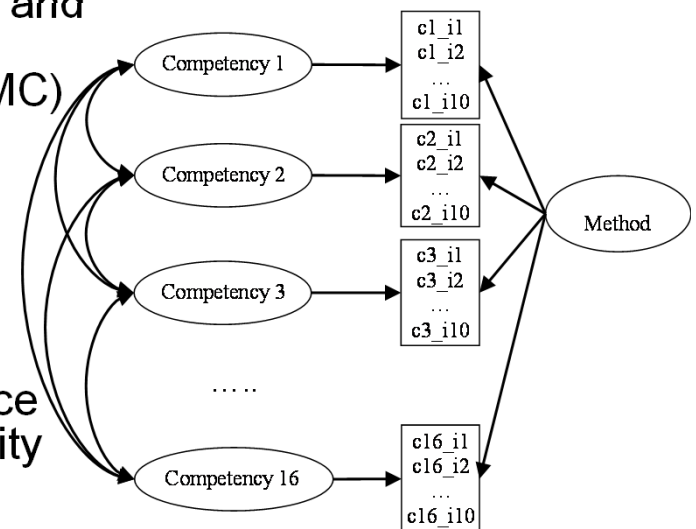 and
MC)
ce
ity
Competency 1
Competency 2
Competency 3
.....
Competency 16
c1_i1
c1_i2
...
c1_i10
c2_i1
c2_i2
...
c2_i10
c3_i1
c3_i2
...
c3_i10
c16_i1
c16_i2
...
c16_i10
Method